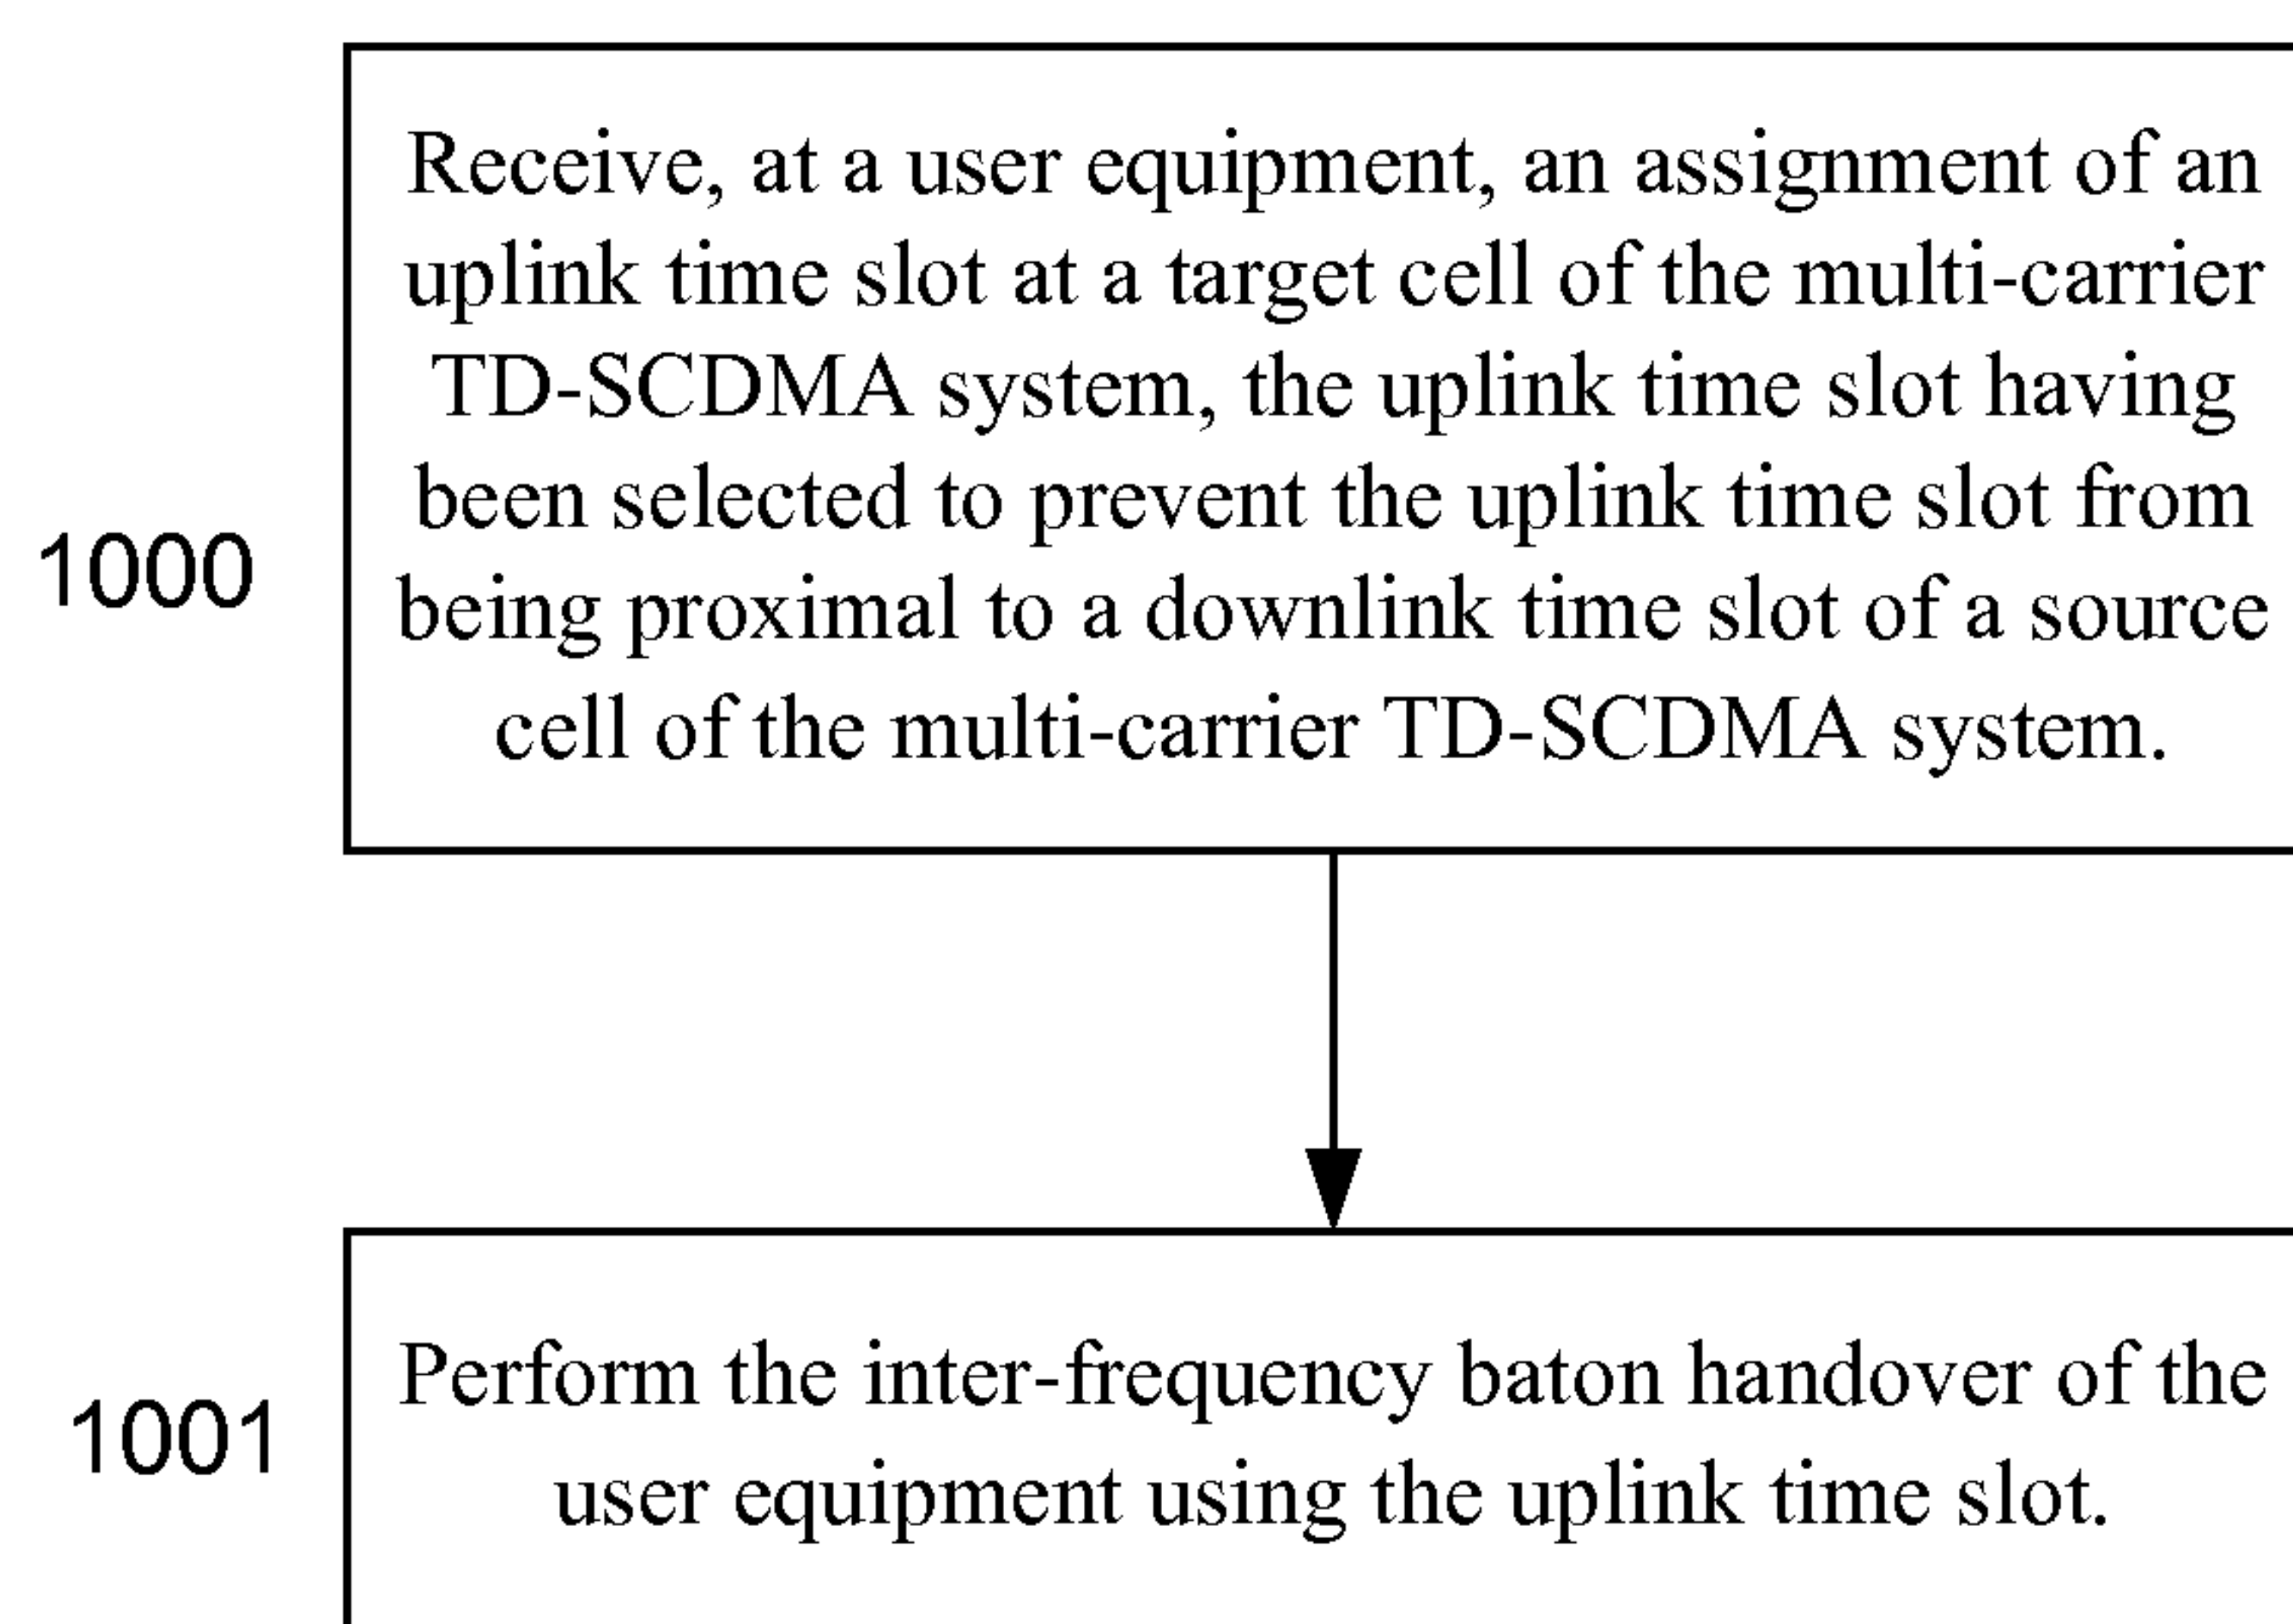 Receive, at a user equipment, an assignment of an
uplink time slot at a target cell of the multi-carrier
TD-SCDMA system, the uplink time slot having
been selected to prevent the uplink time slot from
1000
being proximal to a downlink time slot of a source
cell of the multi-carrier TD-SCDMA system.
Perform the inter-frequency baton handover of the
1001
user equipment using the uplink time slot.